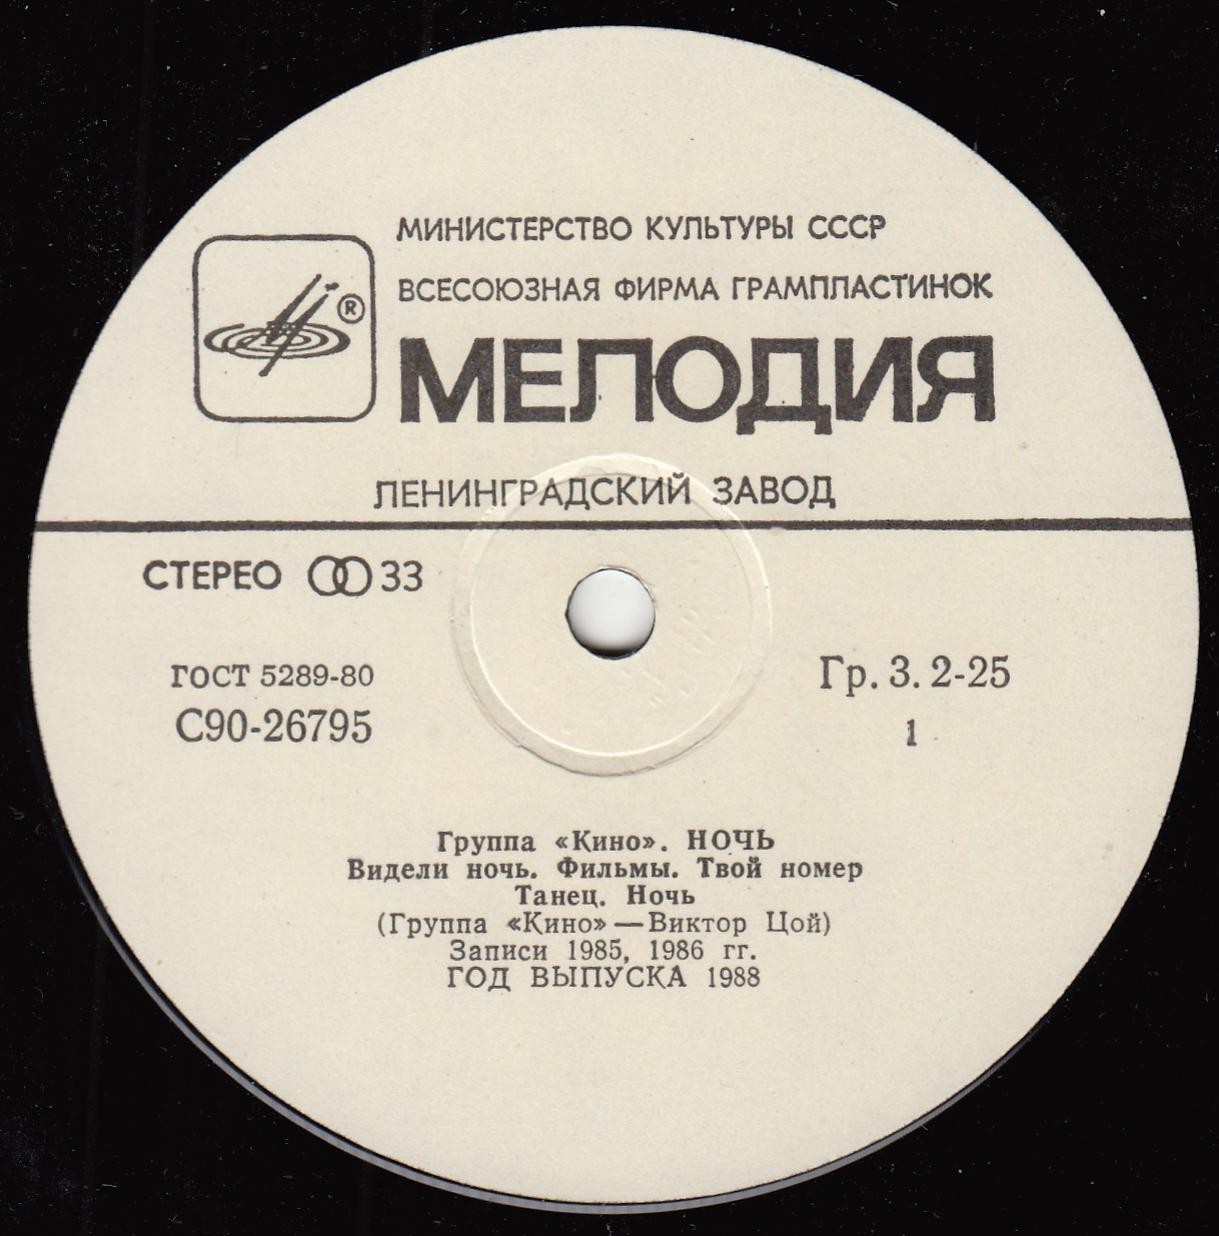 МИНИСТЕРСТВО КУЛЬТУРЫ СССР
ВСЕСОЮЗНАЯ ФИРМА ГРАМПЛАСТИНОК
®
МЕЛОДИЯ
ЛЕНИНГРАДСКИЙ ЗАВОД
СТЕРЕО 33
ГОСТ 5289-80
С90-26795
Гр. 3. 2-25
1
Группа «Кино». НОЧЬ
Видели ночь. Фильмы. Твой номер
Танец. Ночь
(Группа «Кино» — Виктор Цой)
Записи 1985, 1986 гг.
ГОД ВЫПУСКА 1988